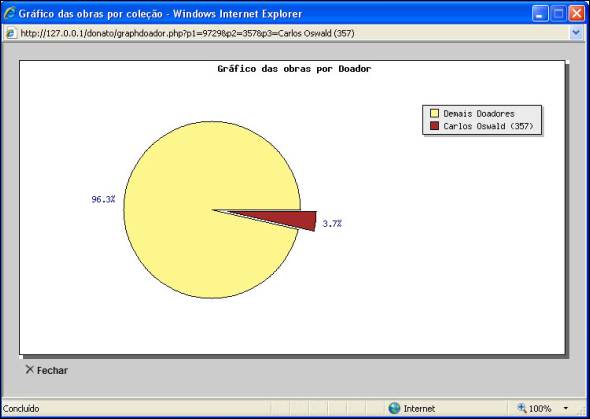 Gráfico das obras por coleção - Windows Internet Explorer
http://127.0.0.1/donato/graphdoador.php?p1=9729&p2=357&p3=Carlos Oswald (357)
Gráfico das obras por Doador
Demais Doadores
Carlos Oswald (357)
96.3%
3.7%
Fechar
Concluído
Internet
100%